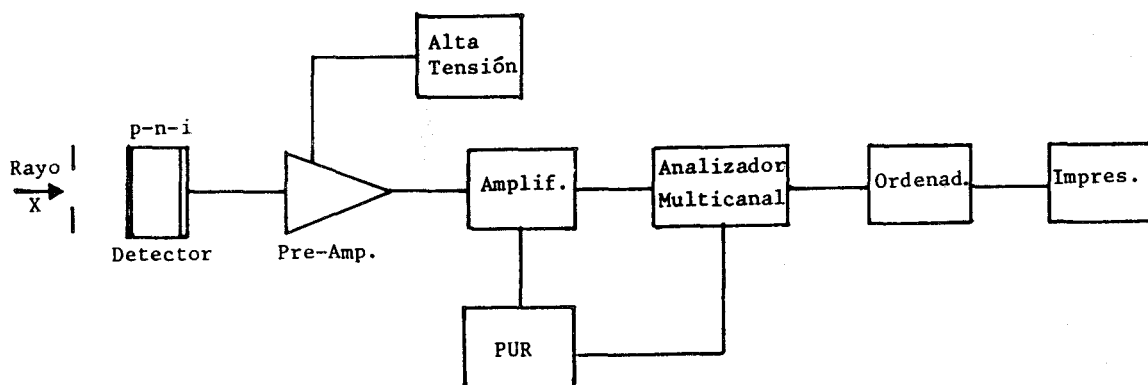 Alta
Tensión
p-n-i
Rayo
X
Detector
Pre-Amp.
Amplif.
Analizador
Multicanal
Ordenad.
Impres.
PUR